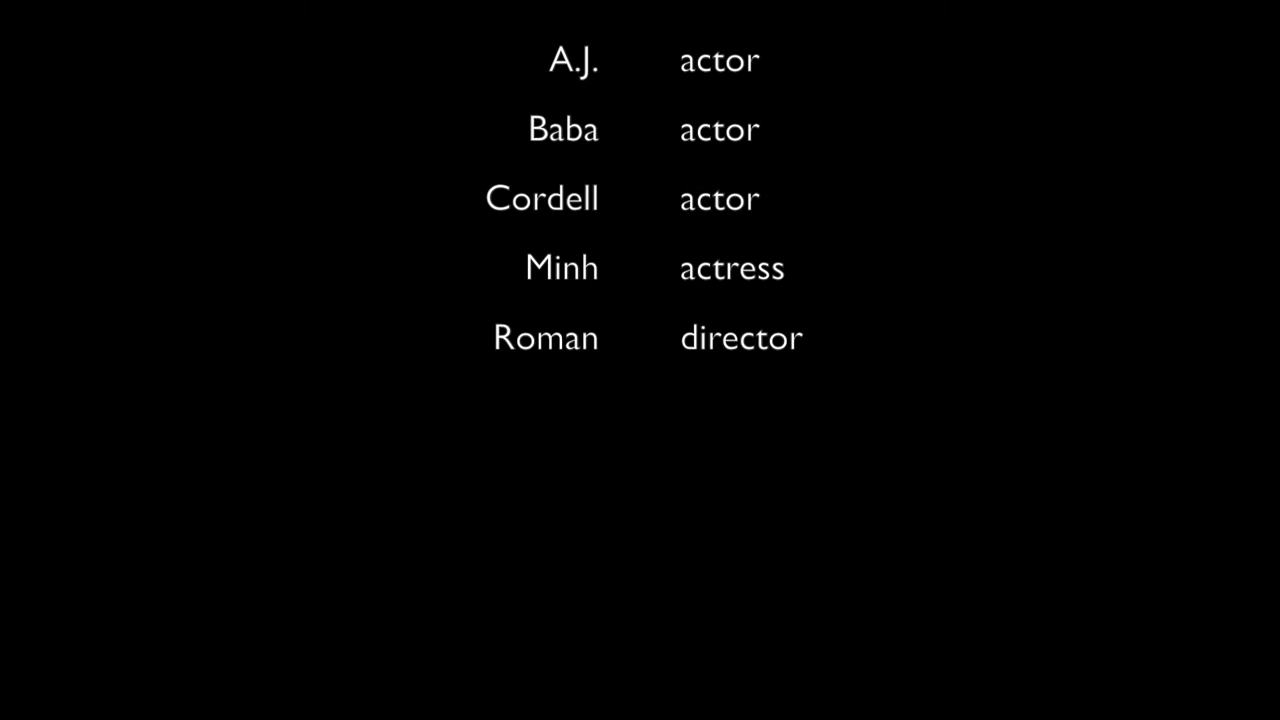 A.J. actor
Baba actor
Cordell actor
Minh actress
Roman director